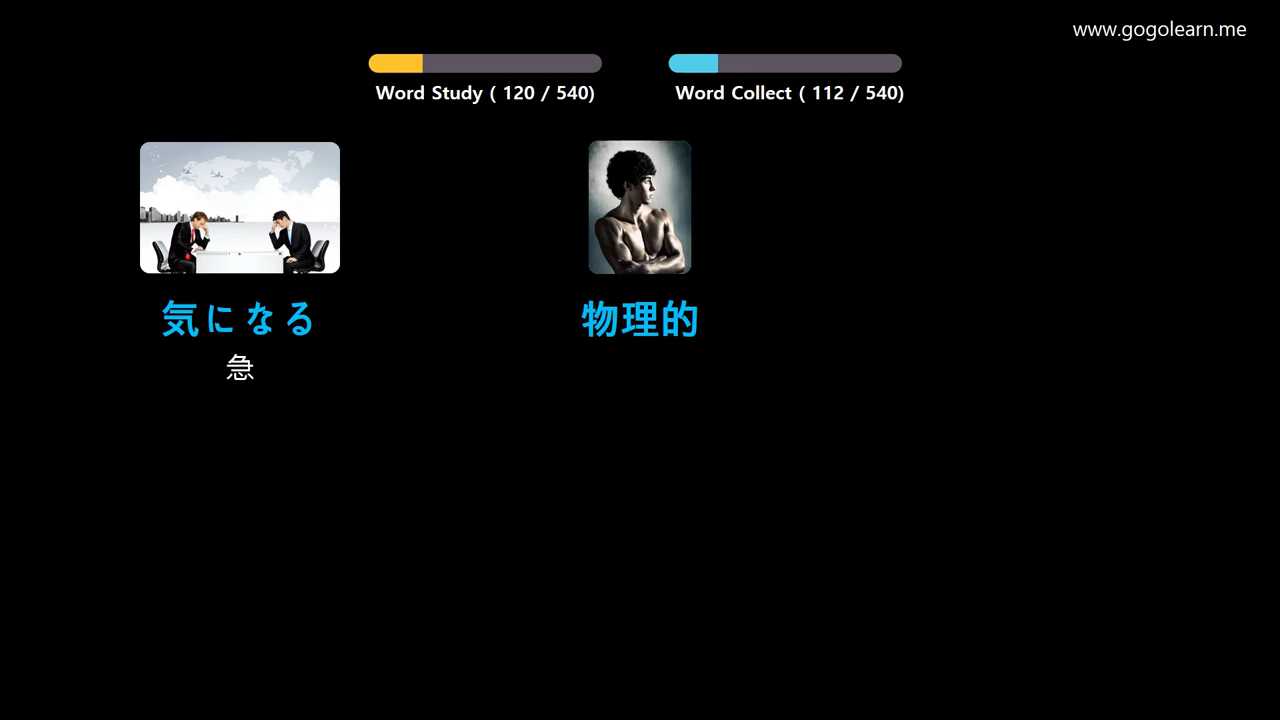 www.gogolearn.me
Word Study ( 120 / 540)
Word Collect ( 112 / 540)
気になる
物理的
急